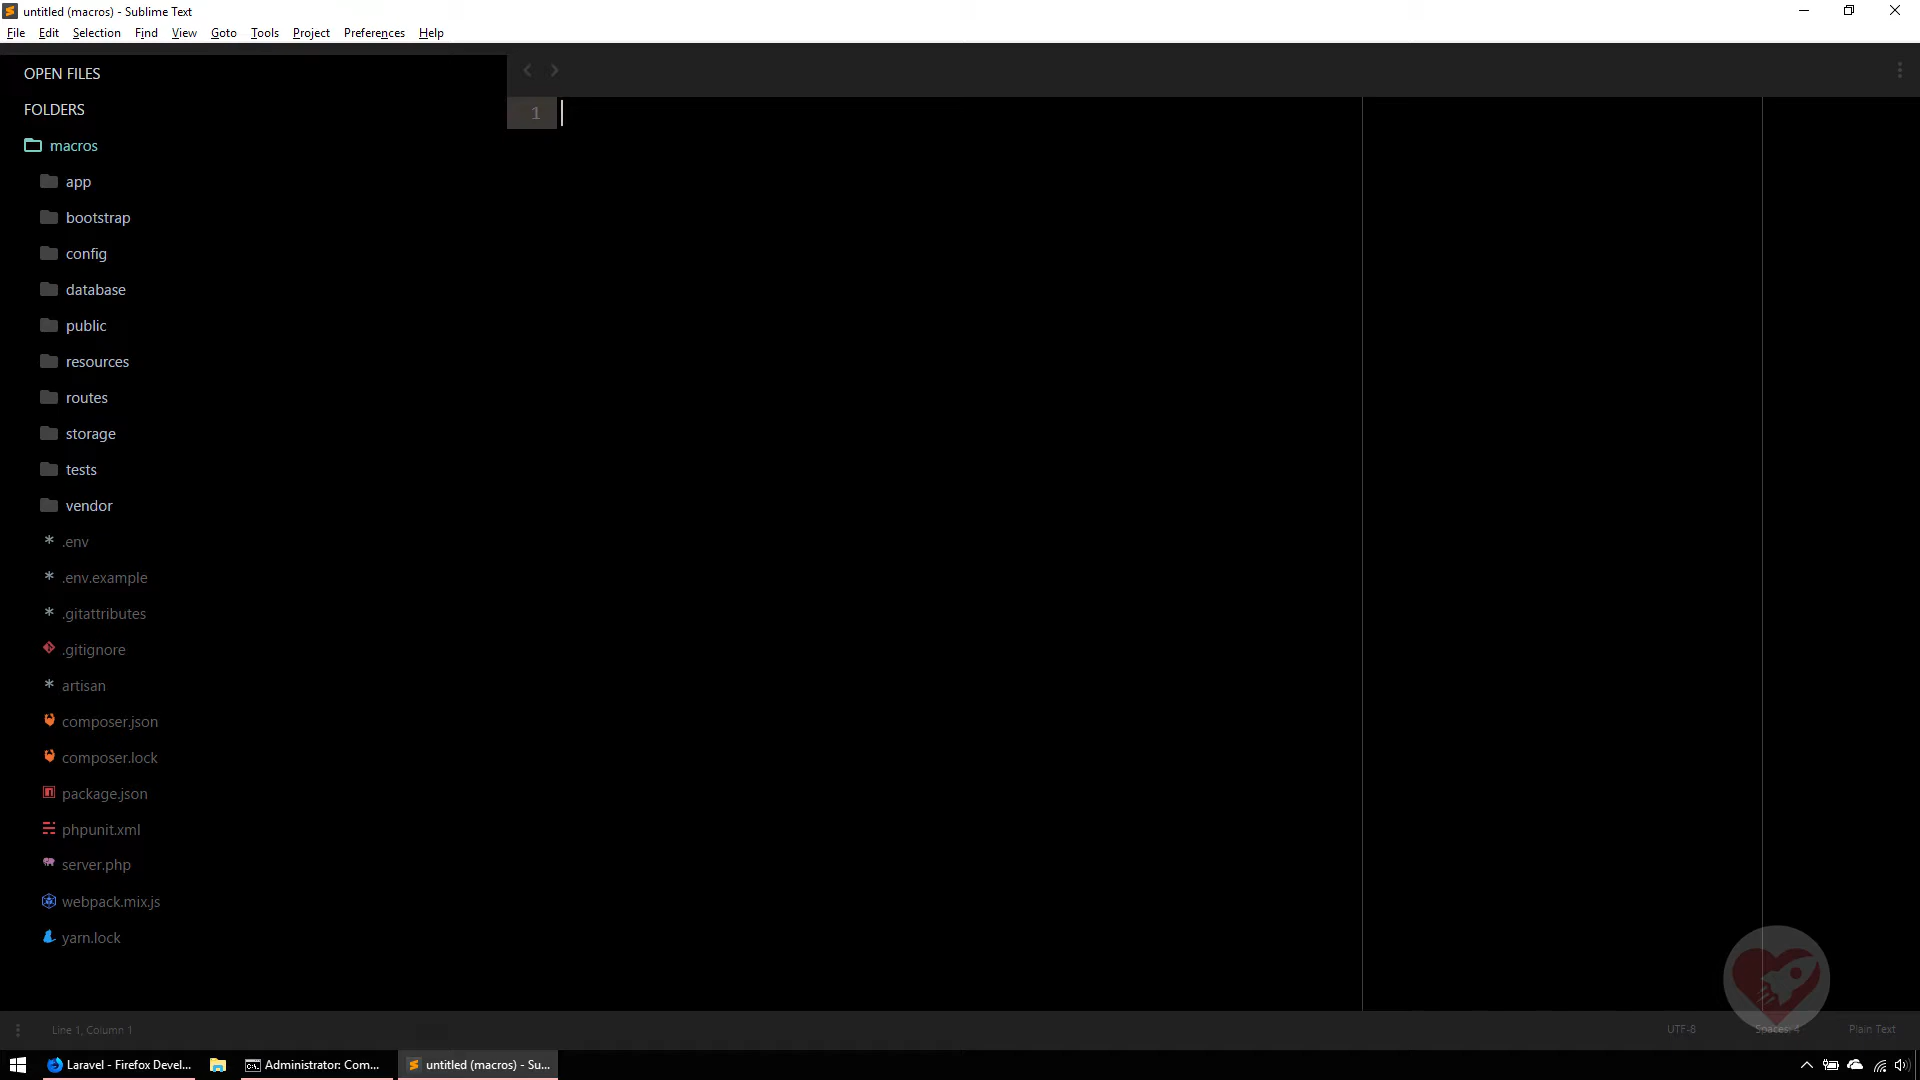 untitled (macros) - Sublime Text
File Edit Selection Find View Goto Tools Project Preferences Help
OPEN FILES
FOLDERS
macros
app
bootstrap
config
database
public
resources
routes
storage
tests
vendor
.env
.env.example
.gitattributes
.gitignore
artisan
composer.json
composer.lock
package.json
phpunit.xml
server.php
webpack.mix.js
yarn.lock
1
Line 1, Column 1
UTF-8
Spaces: 4
Plain Text
Laravel - Firefox Devel...
Administrator: Com...
untitled (macros) - Su...